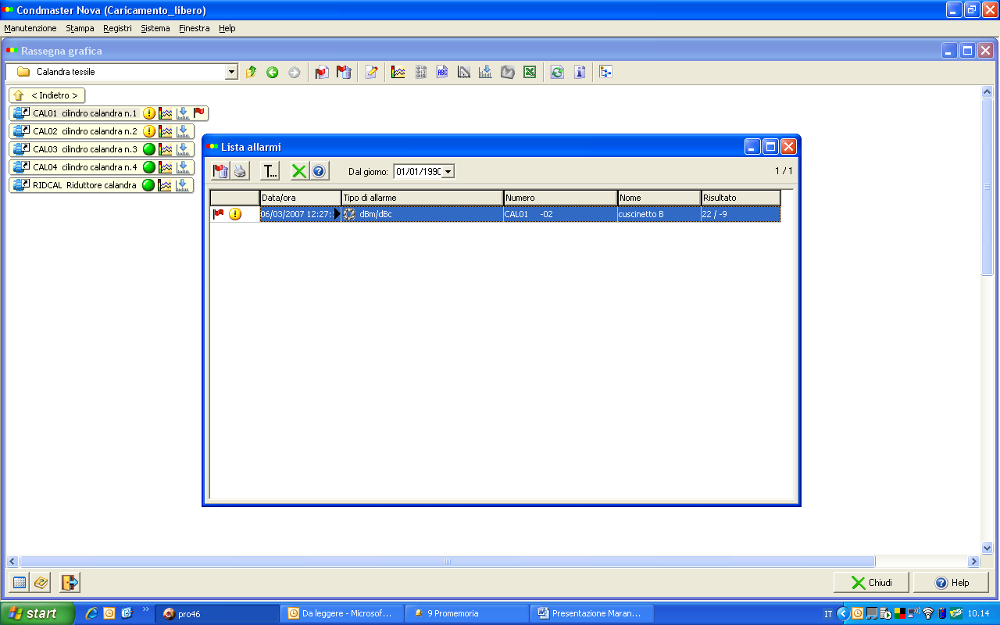 Condmaster Nova (Caricamento_libero)
Manutenzione Stampa Registri Sistema Finestra Help
Rassegna grafica
Calandra tessile
< Indietro >
CAL01 cilindro calandra n.1
CAL02 cilindro calandra n.2
CAL03 cilindro calandra n.3
CAL04 cilindro calandra n.4
RIDCAL Riduttore calandra
Lista allarmi
T... Dal giorno: 01/01/1990 1 / 1
Data/ora Tipo di allarme Numero Nome Risultato
06/03/2007 12:27: dBm/dBc CAL01 -02 cuscinetto B 22 / -9
Chiudi Help
start pro46 Da leggere - Microsof... 9 Promemoria Presentazione Maran... IT 10.14